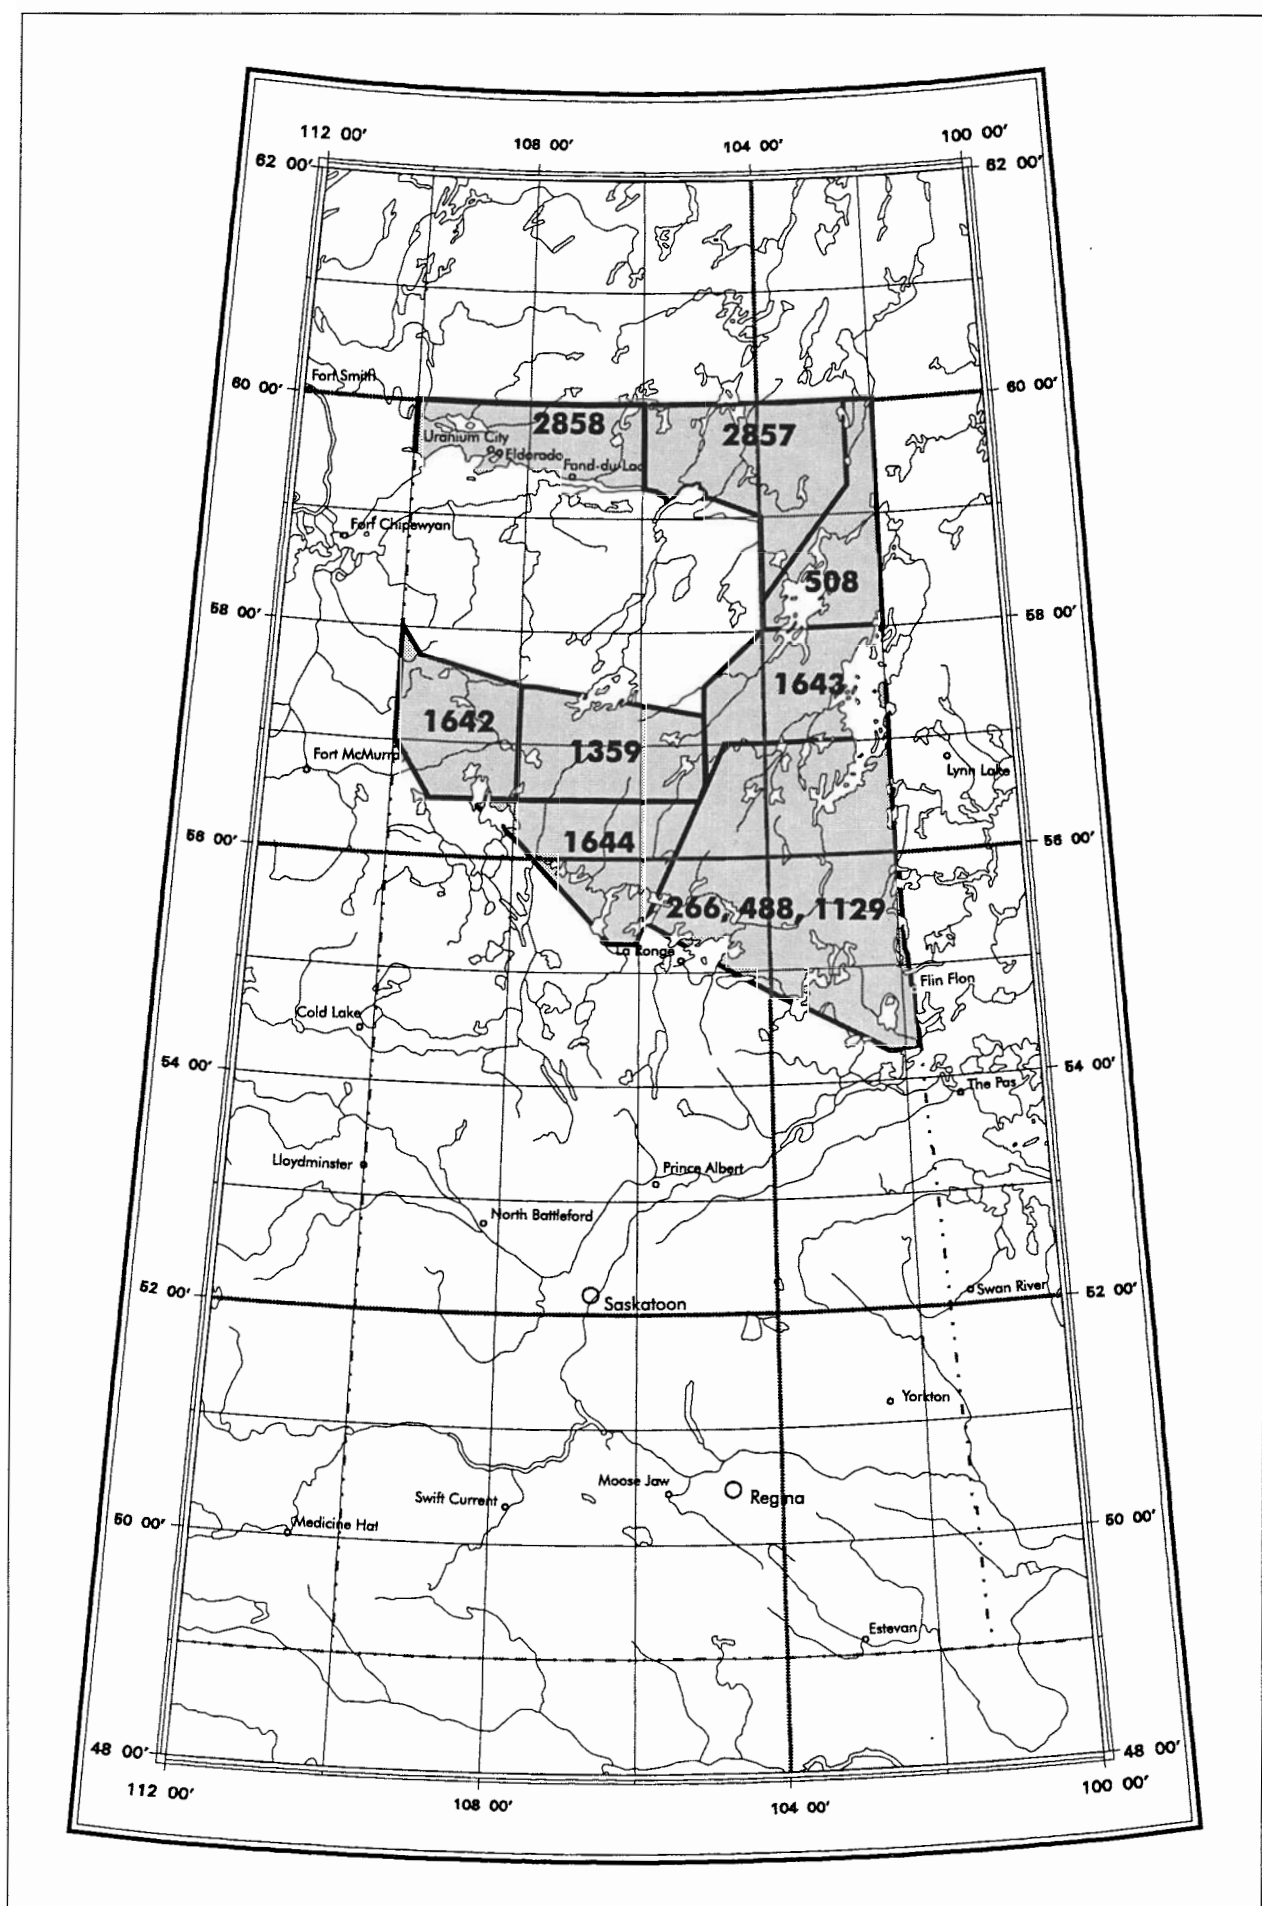 112 00′
108 00′
104 00′
100 00′
62 00′
62 00′
60 00′
Fort Smith
60 00′
2858
2857
Uranium City
Eldorado
Fond-du-Lac
Fort Chipewyan
508
58 00′
58 00′
1643
1642
1359
Fort McMurra
Lynn Lake
56 00′
1644
56 00′
266, 488, 1129
La Ronge
Flin Flon
Cold Lake
54 00′
54 00′
The Pas
Lloydminster
Prince Albert
North Battleford
52 00′
Saskatoon
Swan River
52 00′
Yorkton
Moose Jaw
Swift Current
Regina
50 00′
Medicine Hat
50 00′
Estevan
48 00′
48 00′
112 00′
108 00′
104 00′
100 00′